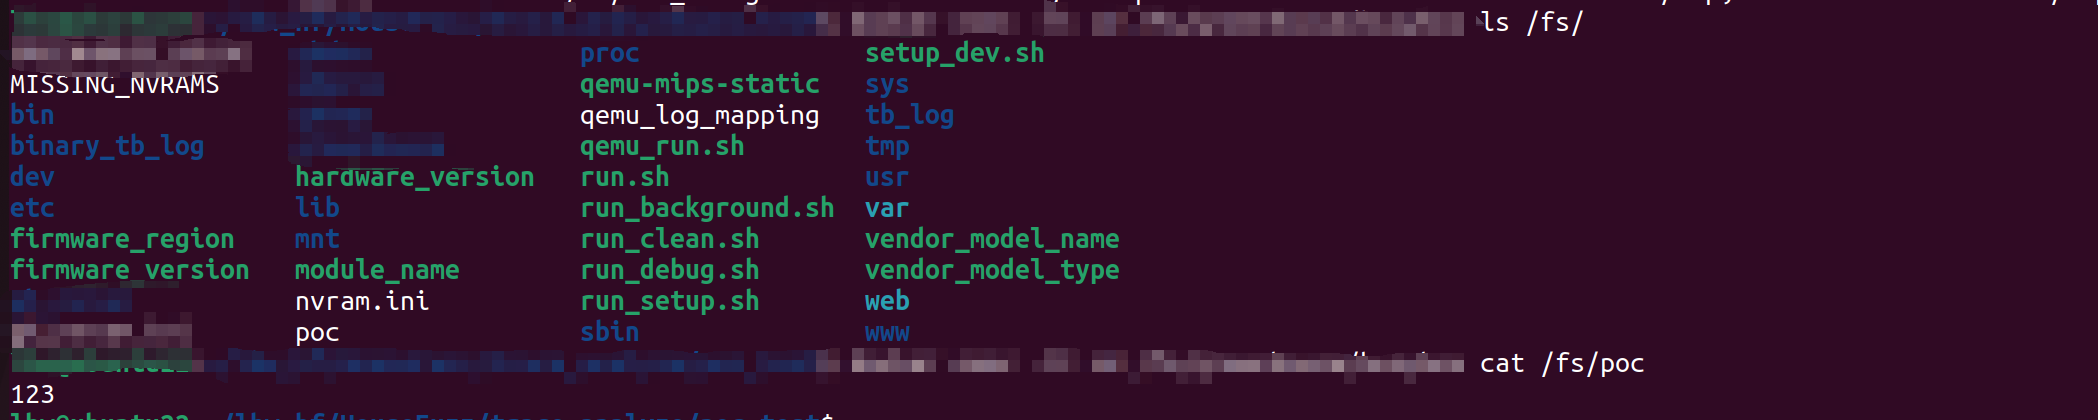 ls /fs/
proc setup_dev.sh
MISSING_NVRAMS qemu-mips-static sys
bin qemu_log_mapping tb_log
binary_tb_log qemu_run.sh tmp
dev hardware_version run.sh usr
etc lib run_background.sh var
firmware_region mnt run_clean.sh vendor_model_name
firmware_version module_name run_debug.sh vendor_model_type
nvram.ini run_setup.sh web
poc sbin www
cat /fs/poc
123